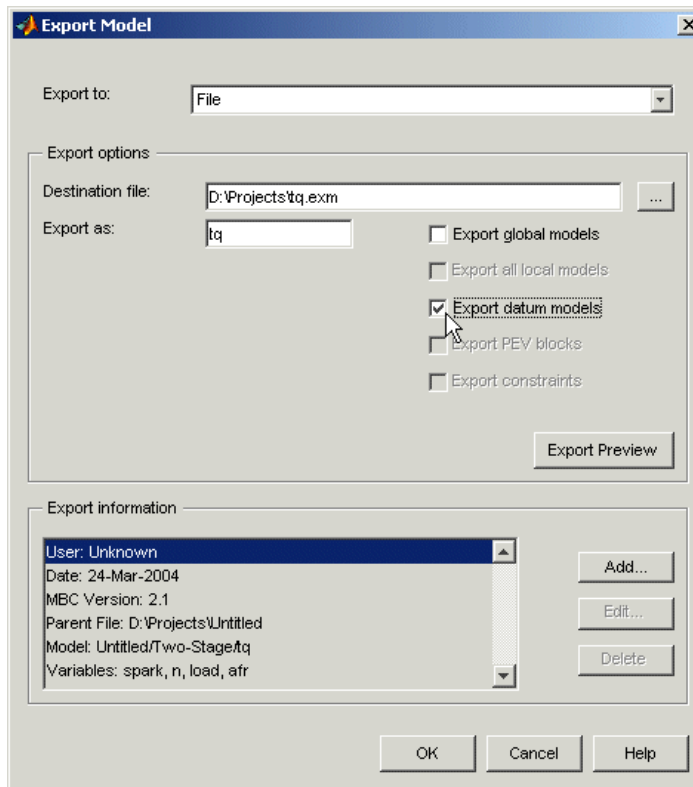 Export Model
Export to:
File
Export options
Destination file:
D:\Projects\tq.exm
...
Export as:
tq
Export global models
Export all local models
Export datum models
Export PEV blocks
Export constraints
Export Preview
Export information
User: Unknown
Date: 24-Mar-2004
MBC Version: 2.1
Parent File: D:\Projects\Untitled
Model: Untitled/Two-Stage/tq
Variables: spark, n, load, afr
Add...
Edit...
Delete
OK
Cancel
Help